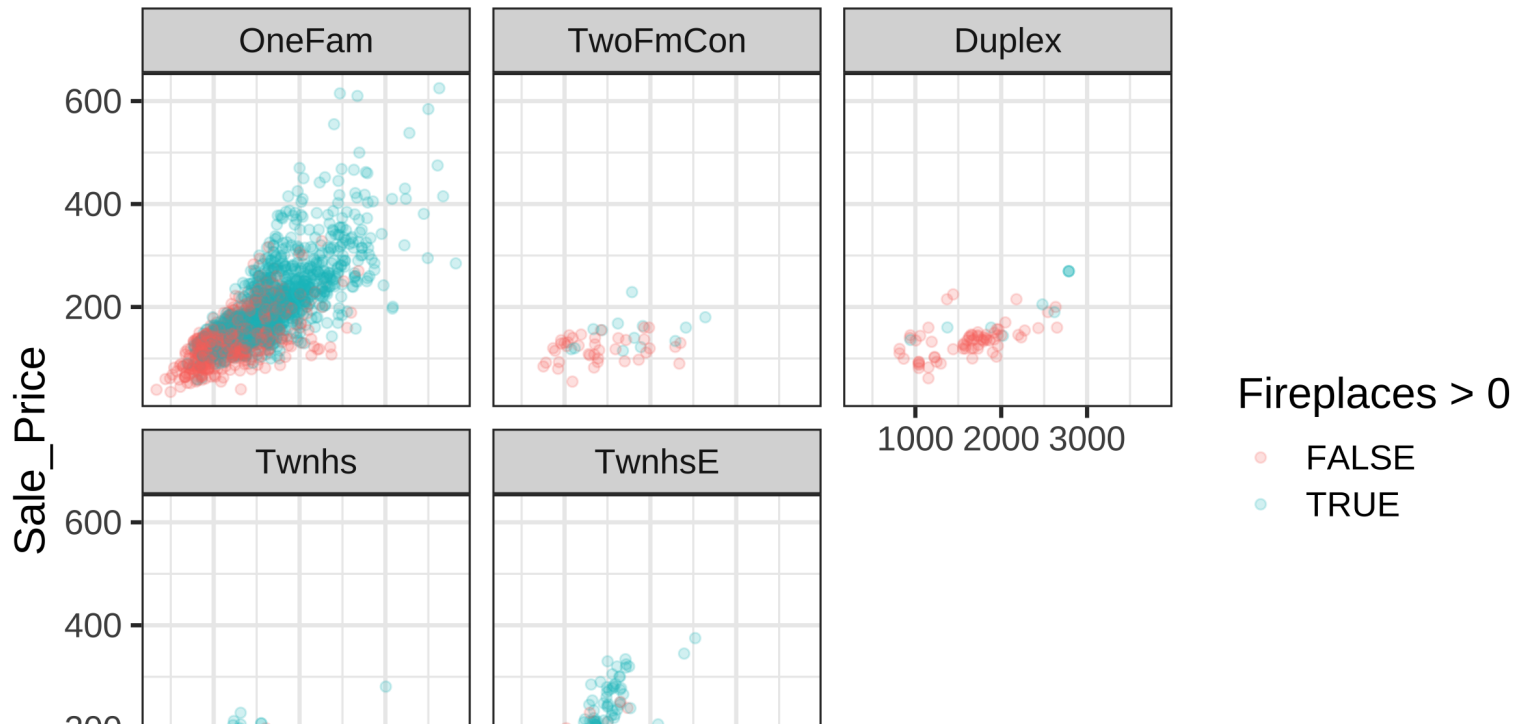 OneFam
TwoFmCon
Duplex
600
400
200
1000 2000 3000
Sale_Price
Twnhs
TwnhsE
600
400
Fireplaces > 0
FALSE
TRUE